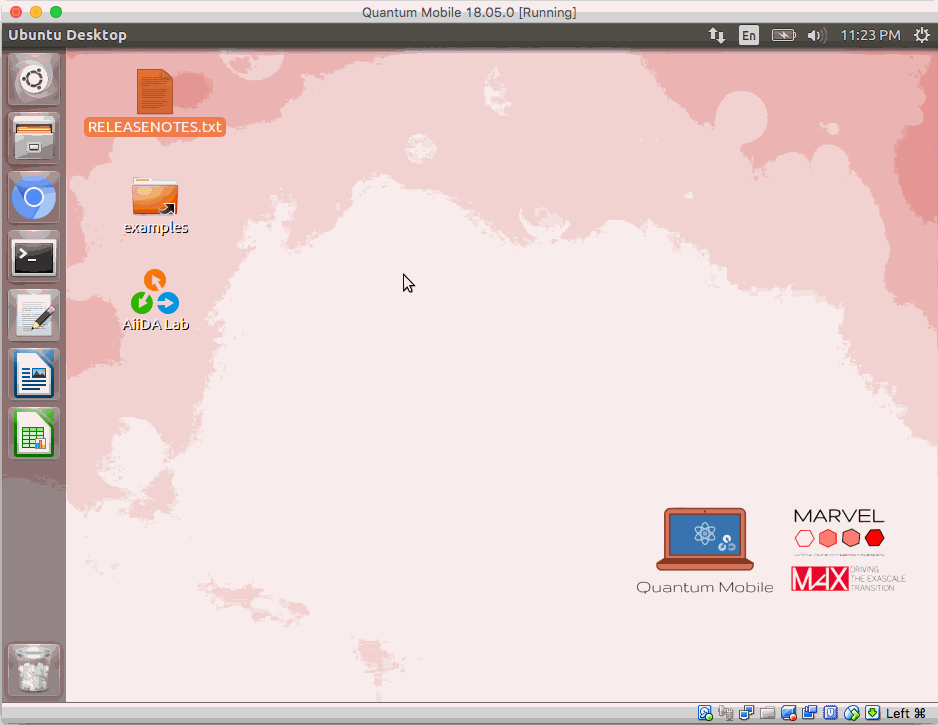 Quantum Mobile 18.05.0 [Running]
Ubuntu Desktop
En
11:23 PM
RELEASENOTES.txt
examples
AiiDA Lab
MARVEL
MAX
DRIVING
THE EXASCALE
TRANSITION
Quantum Mobile
Left ⌘